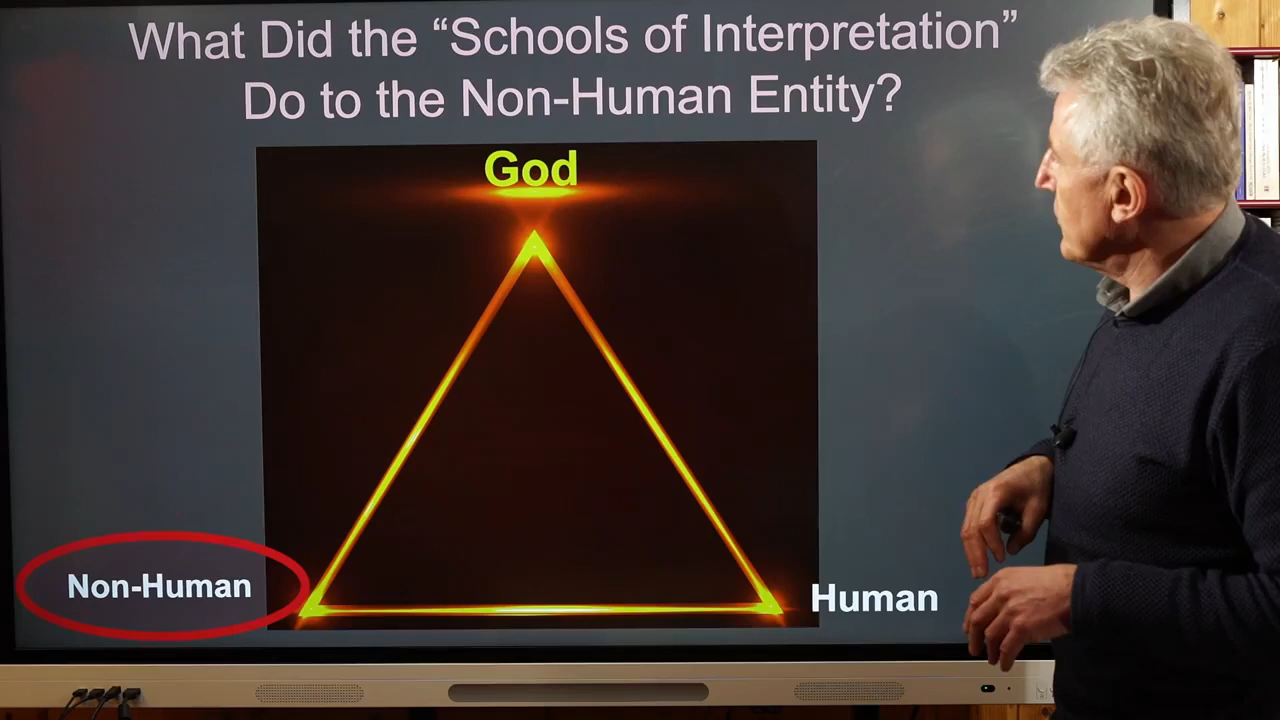 What Did the “Schools of Interpretation”
Do to the Non-Human Entity?
God
Non-Human
Human